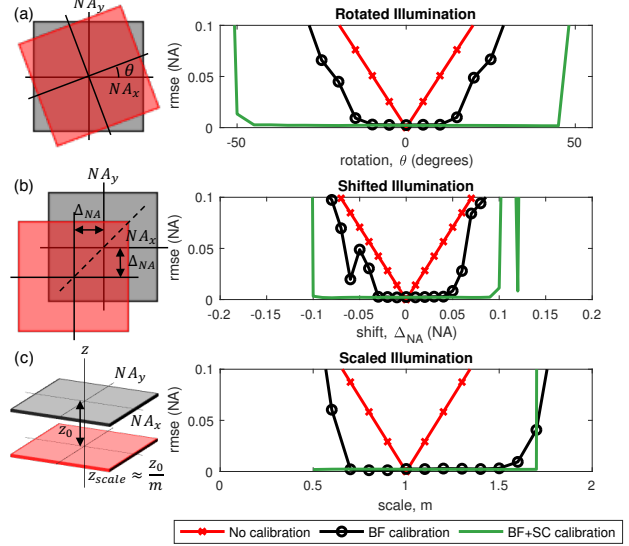 (a)
NA_y
θ
NA_x
Rotated Illumination
rmse (NA)
0.1
0.05
0
-50
0
50
rotation, θ (degrees)
(b)
NA_y
Δ_NA
NA_x
Δ_NA
Shifted Illumination
rmse (NA)
0.1
0.05
0
-0.2 -0.15 -0.1 -0.05 0 0.05 0.1 0.15 0.2
shift, Δ_NA (NA)
(c)
z
NA_y
NA_x
z_0
z_scale ≈ z_0/m
Scaled Illumination
rmse (NA)
0.1
0.05
0
0 0.5 1 1.5 2
scale, m
No calibration BF calibration BF+SC calibration